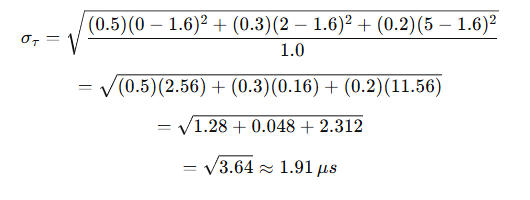 σ_τ = √((0.5)(0 − 1.6)² + (0.3)(2 − 1.6)² + (0.2)(5 − 1.6)² / 1.0)
= √((0.5)(2.56) + (0.3)(0.16) + (0.2)(11.56))
= √(1.28 + 0.048 + 2.312)
= √3.64 ≈ 1.91 μs